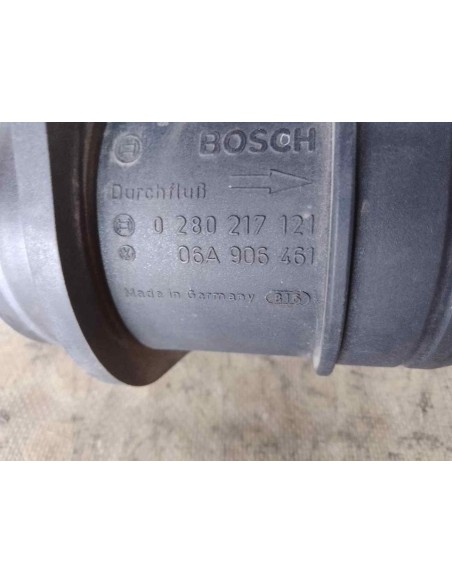 BOSCH
Durchfluß
0 280 217 121
06A 906 461
Made in Germany